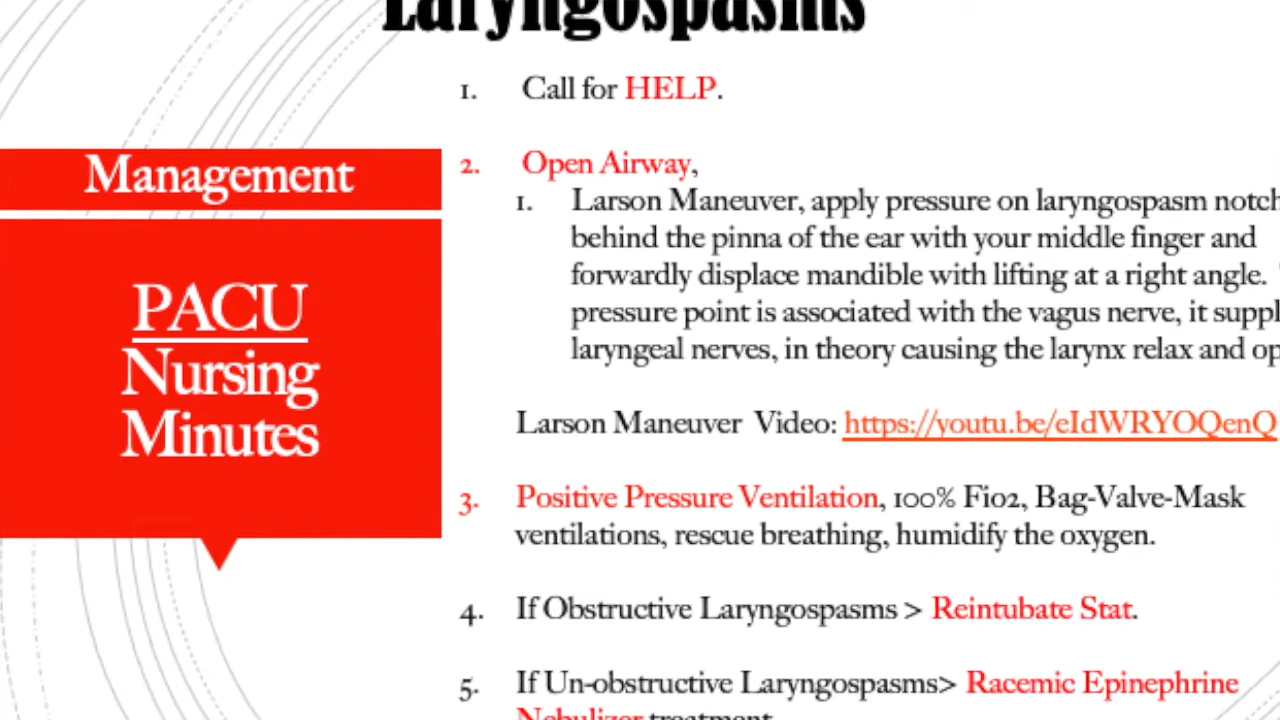 Laryngospasms
1. Call for HELP.
Management
2. Open Airway,
1. Larson Maneuver, apply pressure on laryngospasm notch
behind the pinna of the ear with your middle finger and
forwardly displace mandible with lifting at a right angle.
pressure point is associated with the vagus nerve, it
laryngeal nerves, in theory causing the larynx relax and
PACU
Nursing
Minutes
Larson Maneuver Video: https://youtu.be/eIdWRYOQenQ
3. Positive Pressure Ventilation, 100% Fio2, Bag-Valve-Mask
ventilations, rescue breathing, humidify the oxygen.
4. If Obstructive Laryngospasms > Reintubate Stat.
5. If Un-obstructive Laryngospasms> Racemic Epinephrine
Nebulizer treatment